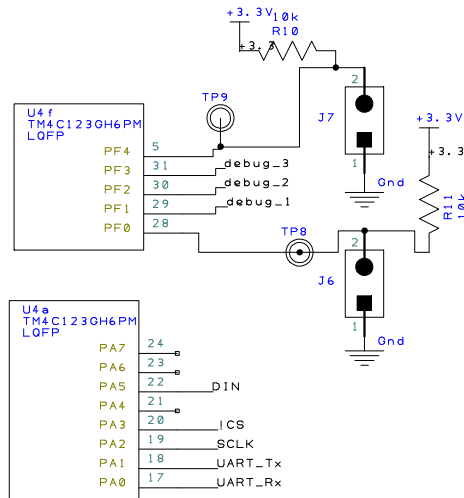 +3.3V 10k
R10
+3.3
TP9
2
J7
1
Gnd
+3.3V
+3.3
R11
10k
U4f
TM4C123GH6PM
LQFP
PF4 5
PF3 31 debug_3
PF2 30 debug_2
PF1 29 debug_1
PF0 28
TP8
2
J6
1
Gnd
U4a
TM4C123GH6PM
LQFP
PA7 24
PA6 23
PA5 22 DIN
PA4 21
PA3 20 !CS
PA2 19 SCLK
PA1 18 UART_Tx
PA0 17 UART_Rx